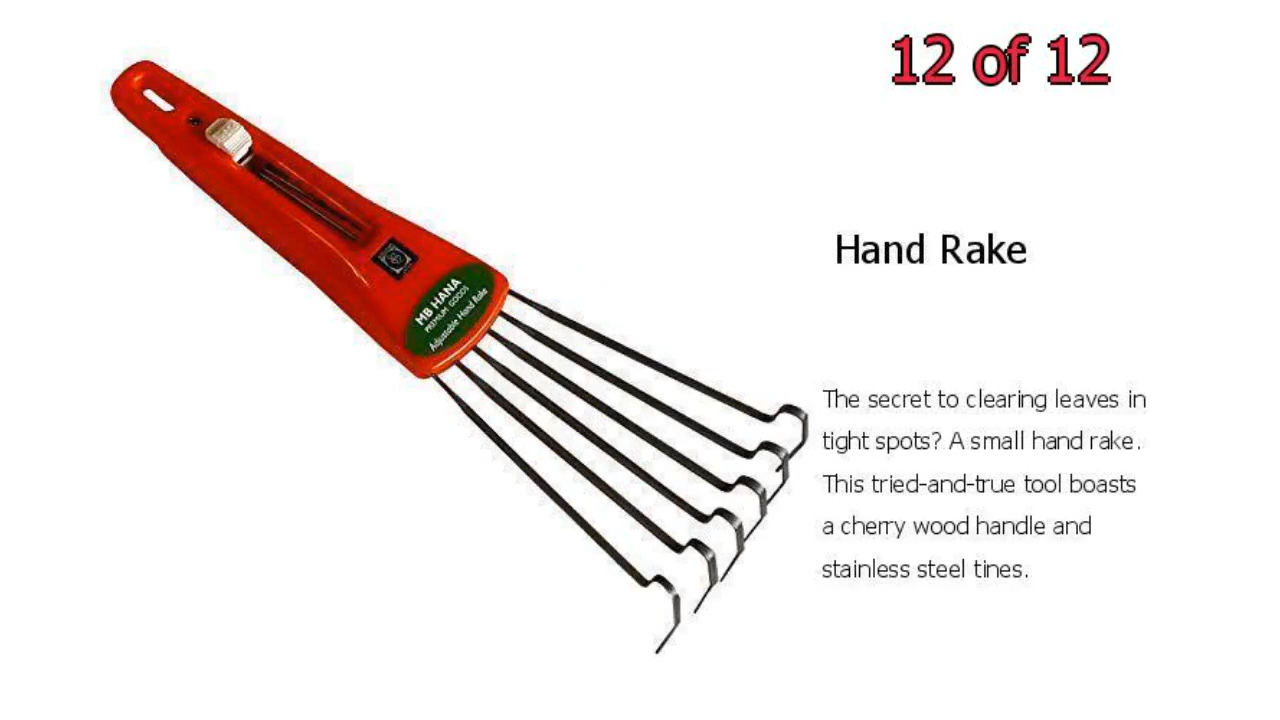 12 of 12
Hand Rake
MB HANA
PREMIUM GOODS
Adjustable Hand Rake
The secret to clearing leaves in
tight spots? A small hand rake.
This tried-and-true tool boasts
a cherry wood handle and
stainless steel tines.